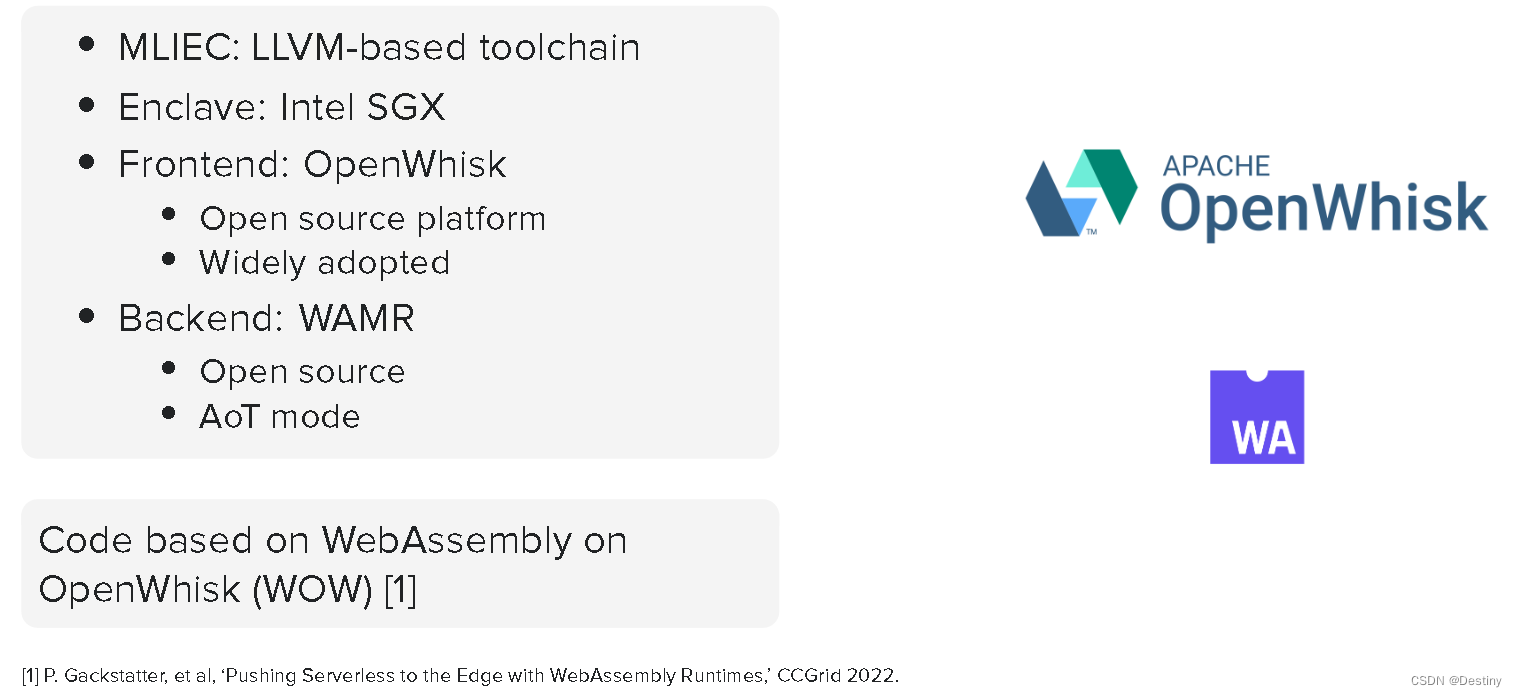 MLIEC: LLVM-based toolchain
Enclave: Intel SGX
Frontend: OpenWhisk
Open source platform
Widely adopted
Backend: WAMR
Open source
AoT mode
Code based on WebAssembly on
OpenWhisk (WOW) [1]
APACHE
OpenWhisk
TM
WA
[1] P. Gackstatter, et al, ‘Pushing Serverless to the Edge with WebAssembly Runtimes,’ CCGrid 2022.
CSDN @Destiny